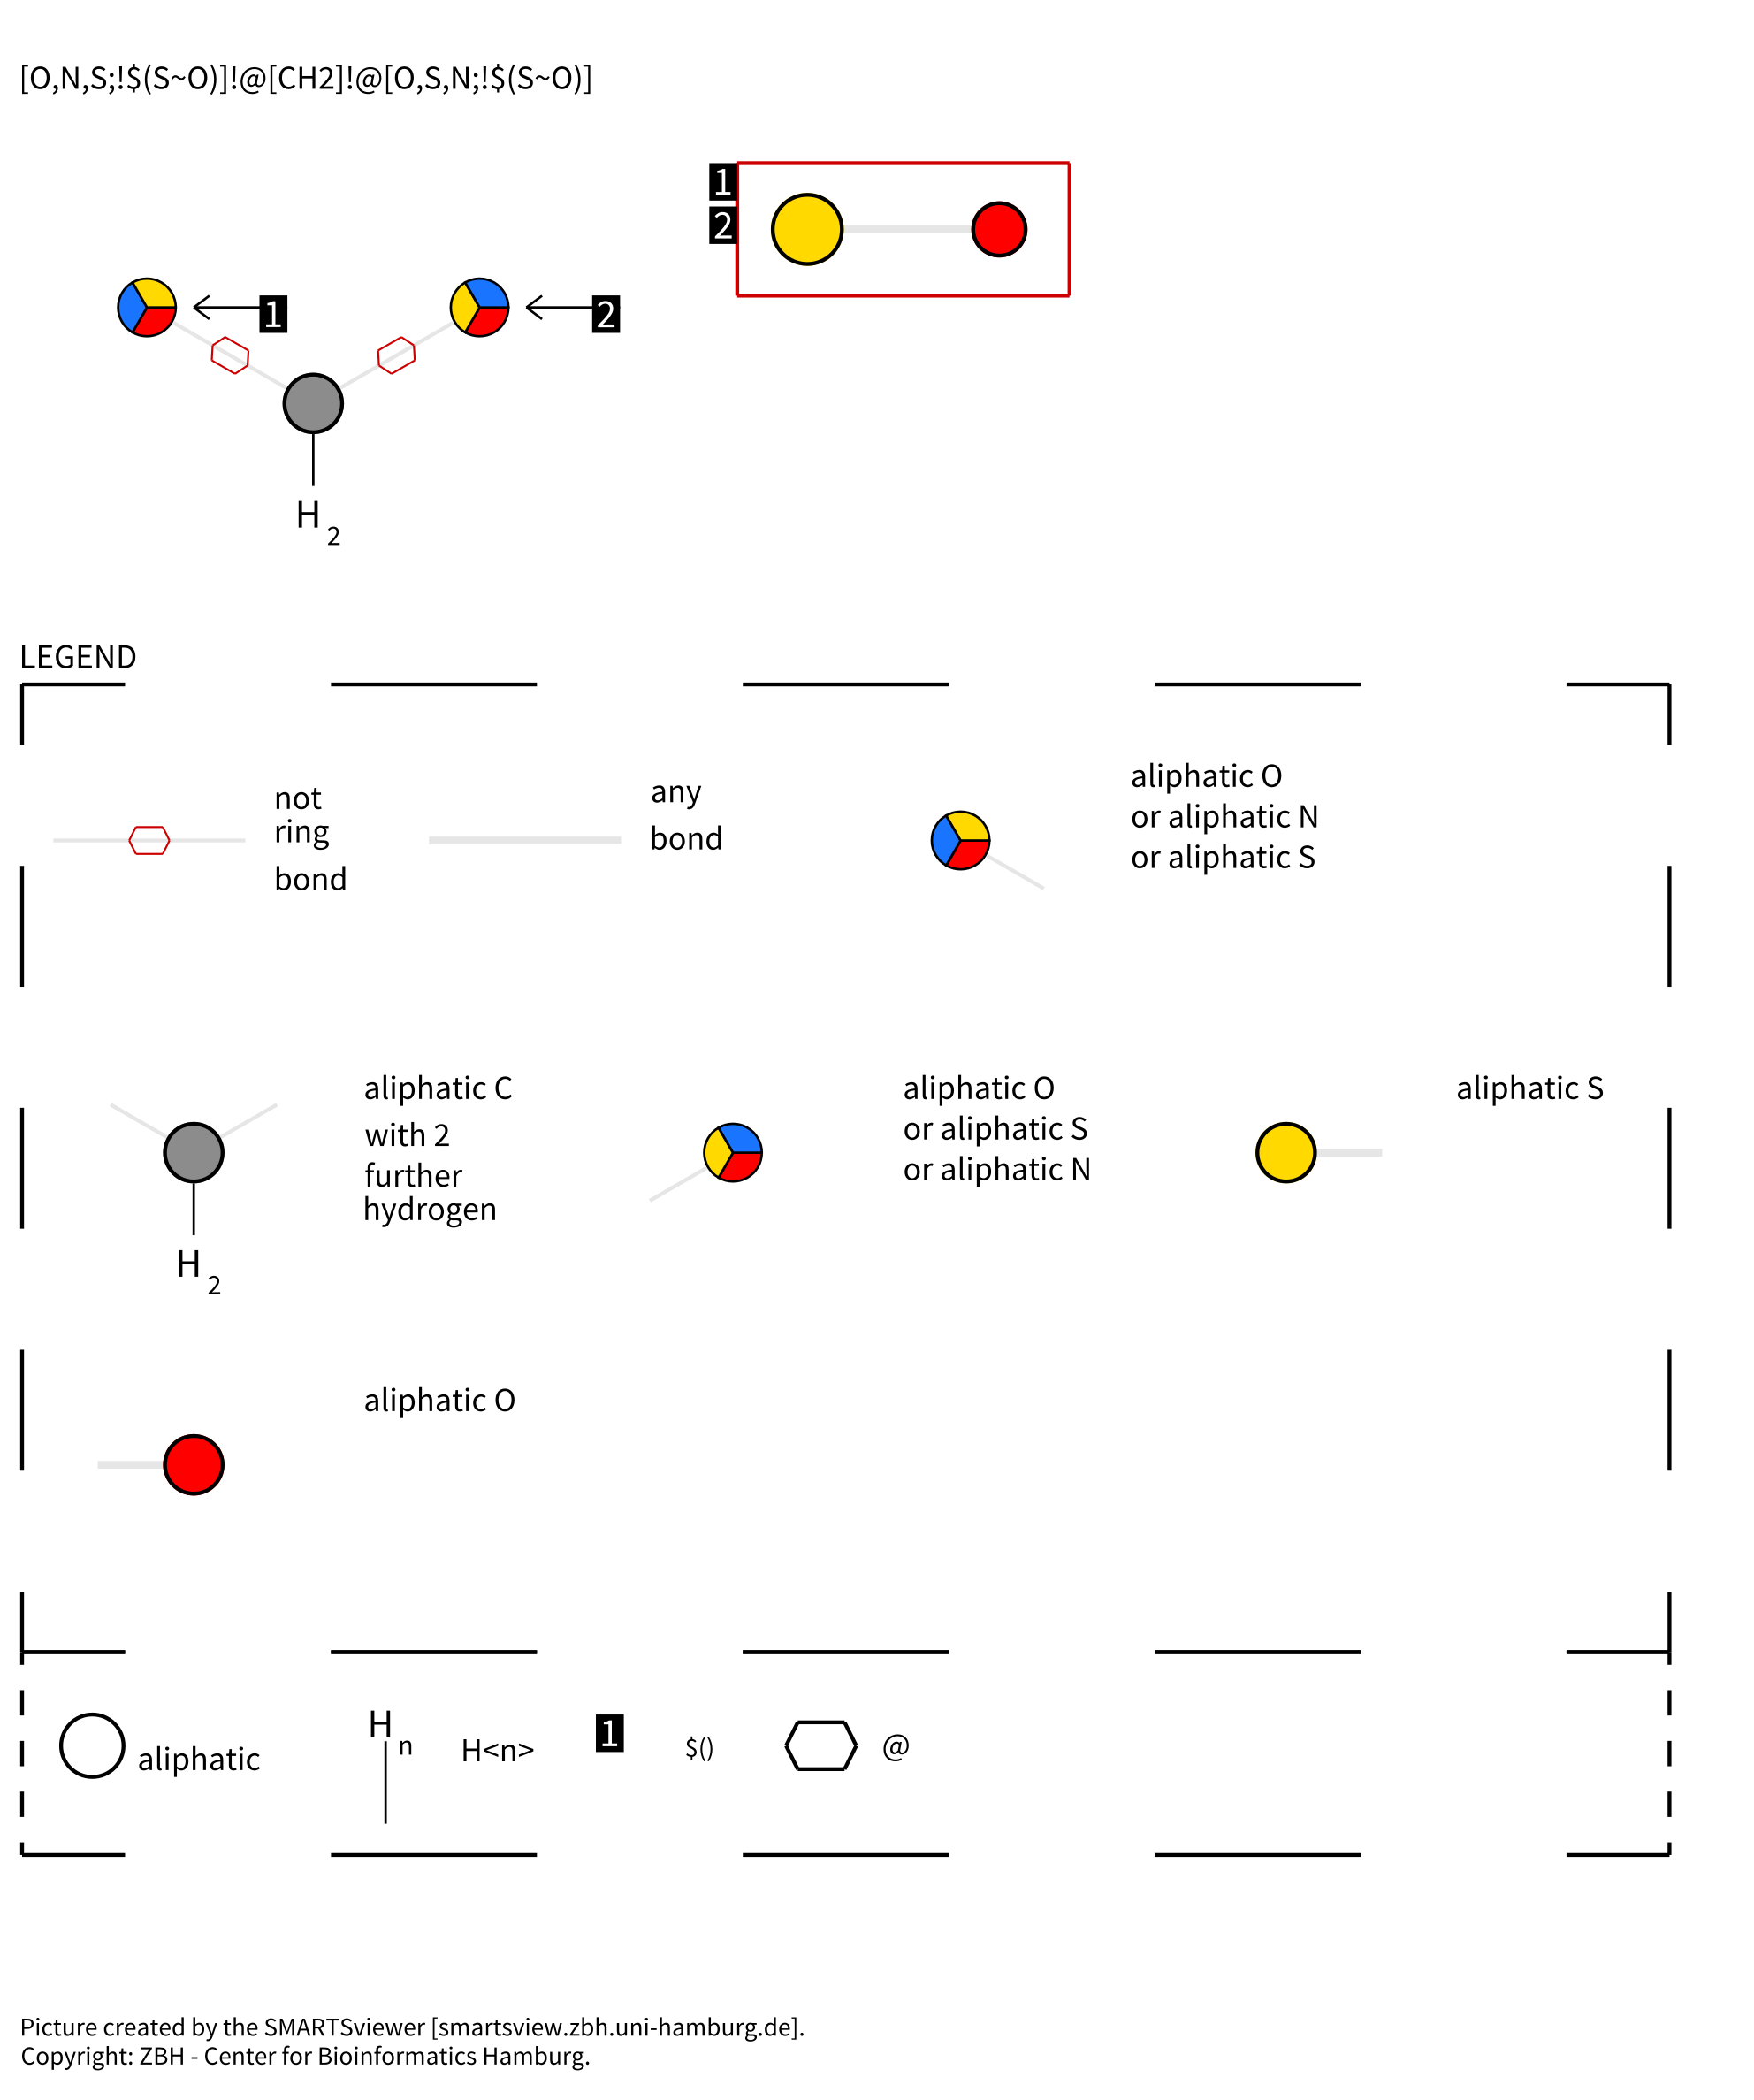 [O,N,S;!$(S~O)]!@[CH2]!@[O,S,N;!$(S~O)]
1
2
1
2
H
2
LEGEND
not
ring
bond
any
bond
aliphatic O
or aliphatic N
or aliphatic S
aliphatic C
with 2
further
hydrogen
H
2
aliphatic O
or aliphatic S
or aliphatic N
aliphatic S
aliphatic O
aliphatic
H
n
H<n>
1
$()
@
Picture created by the SMARTSviewer [smartsview.zbh.uni-hamburg.de].
Copyright: ZBH - Center for Bioinformatics Hamburg.